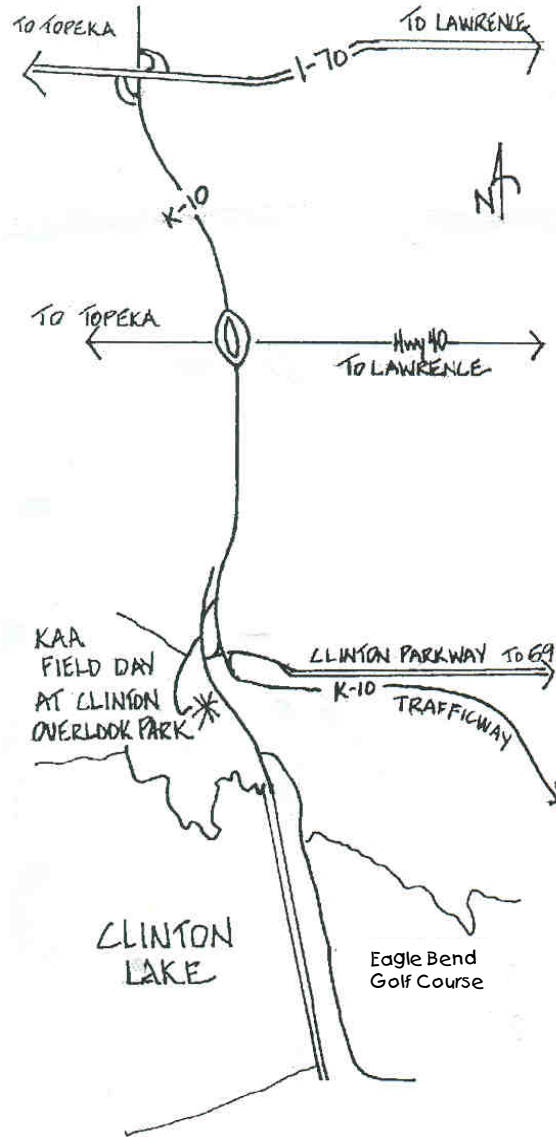 TO TOPEKA
TO LAWRENCE
I-70
N
K-10
TO TOPEKA
Hwy 40
TO LAWRENCE
KAA
FIELD DAY
AT CLINTON
OVERLOOK PARK
CLINTON PARKWAY TO 59
K-10
TRAFFICWAY
CLINTON
LAKE
Eagle Bend
Golf Course